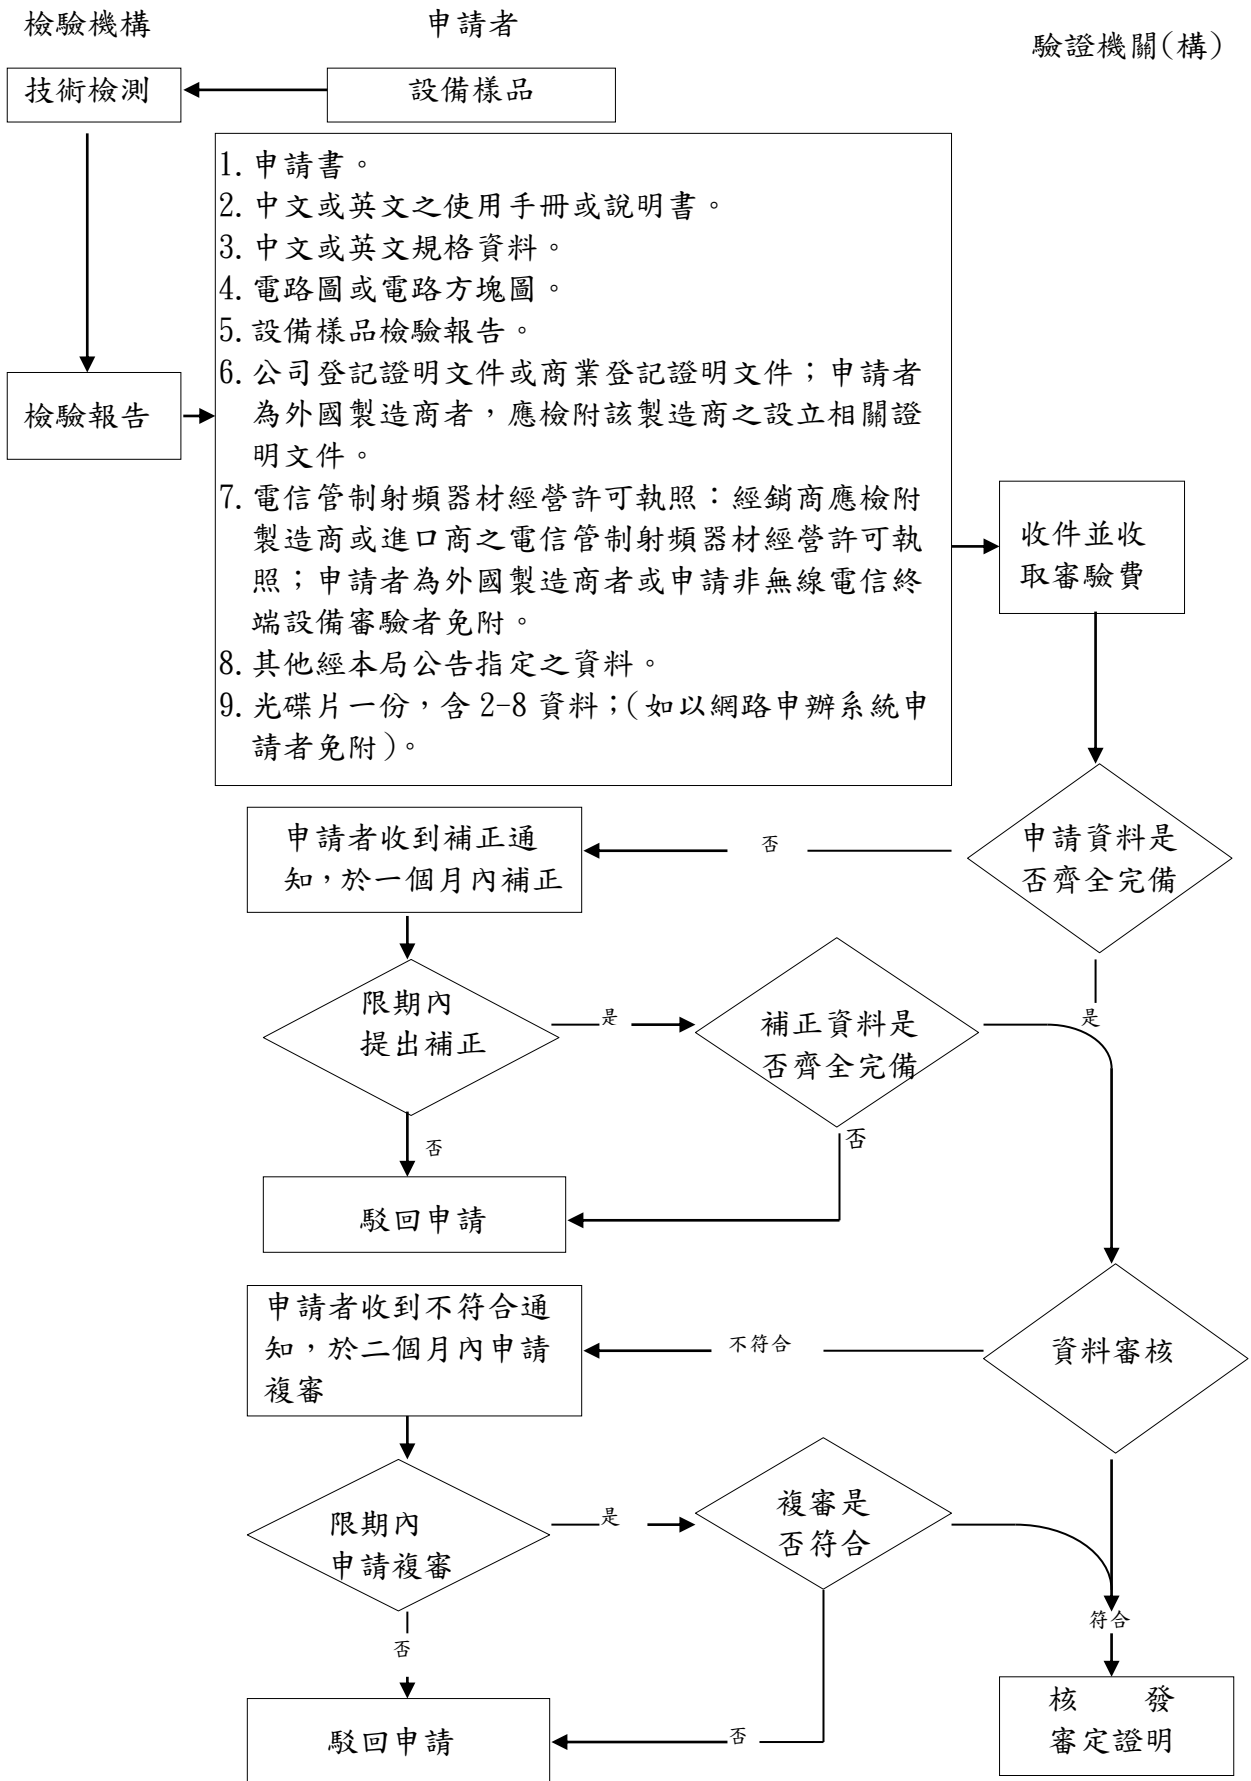 檢驗機構
申請者
驗證機關(構)
技術檢測
設備樣品
1.申請書。
2.中文或英文之使用手冊或說明書。
3.中文或英文規格資料。
4.電路圖或電路方塊圖。
5.設備樣品檢驗報告。
6.公司登記證明文件或商業登記證明文件；申請者
為外國製造商者，應檢附該製造商之設立相關證
明文件。
7.電信管制射頻器材經營許可執照：經銷商應檢附
製造商或進口商之電信管制射頻器材經營許可執
照；申請者為外國製造商者或申請非無線電信終
端設備審驗者免附。
8.其他經本局公告指定之資料。
9.光碟片一份，含 2-8 資料；(如以網路申辦系統申
請者免附)。
檢驗報告
收件並收
取審驗費
申請資料是
否齊全完備
否
申請者收到補正通
知，於一個月內補正
是
限期內
提出補正
是
補正資料是
否齊全完備
否
否
駁回申請
資料審核
不符合
申請者收到不符合通
知，於二個月內申請
複審
限期內
申請複審
是
複審是
否符合
符合
否
否
駁回申請
核 發
審定證明